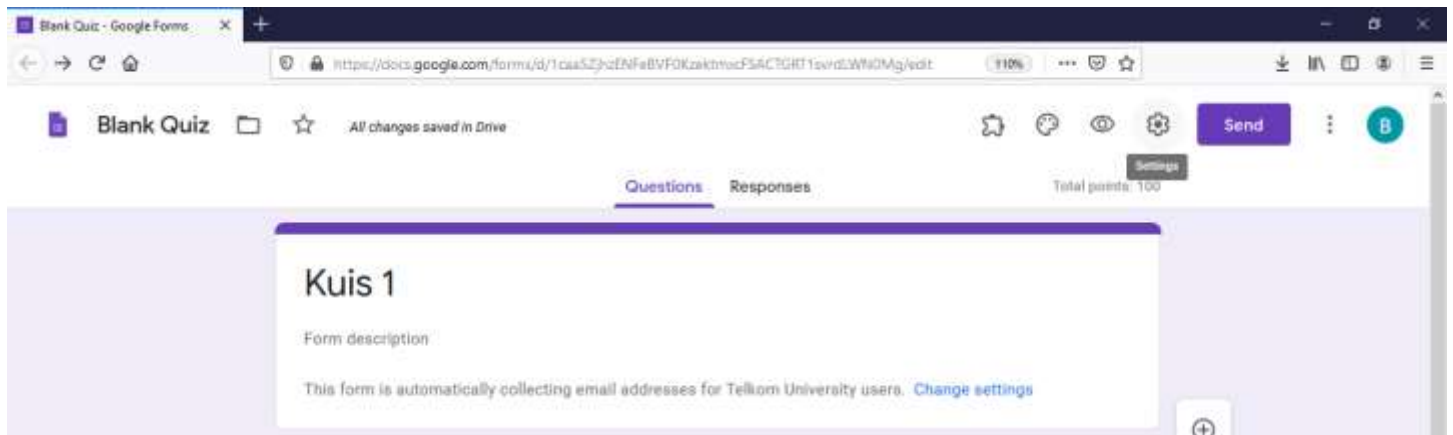 Blank Quiz - Google Forms
110%
Blank Quiz
All changes saved in Drive
Send
B
Settings
Questions Responses Total points: 100
Kuis 1
Form description
This form is automatically collecting email addresses for Telkom University users. Change settings